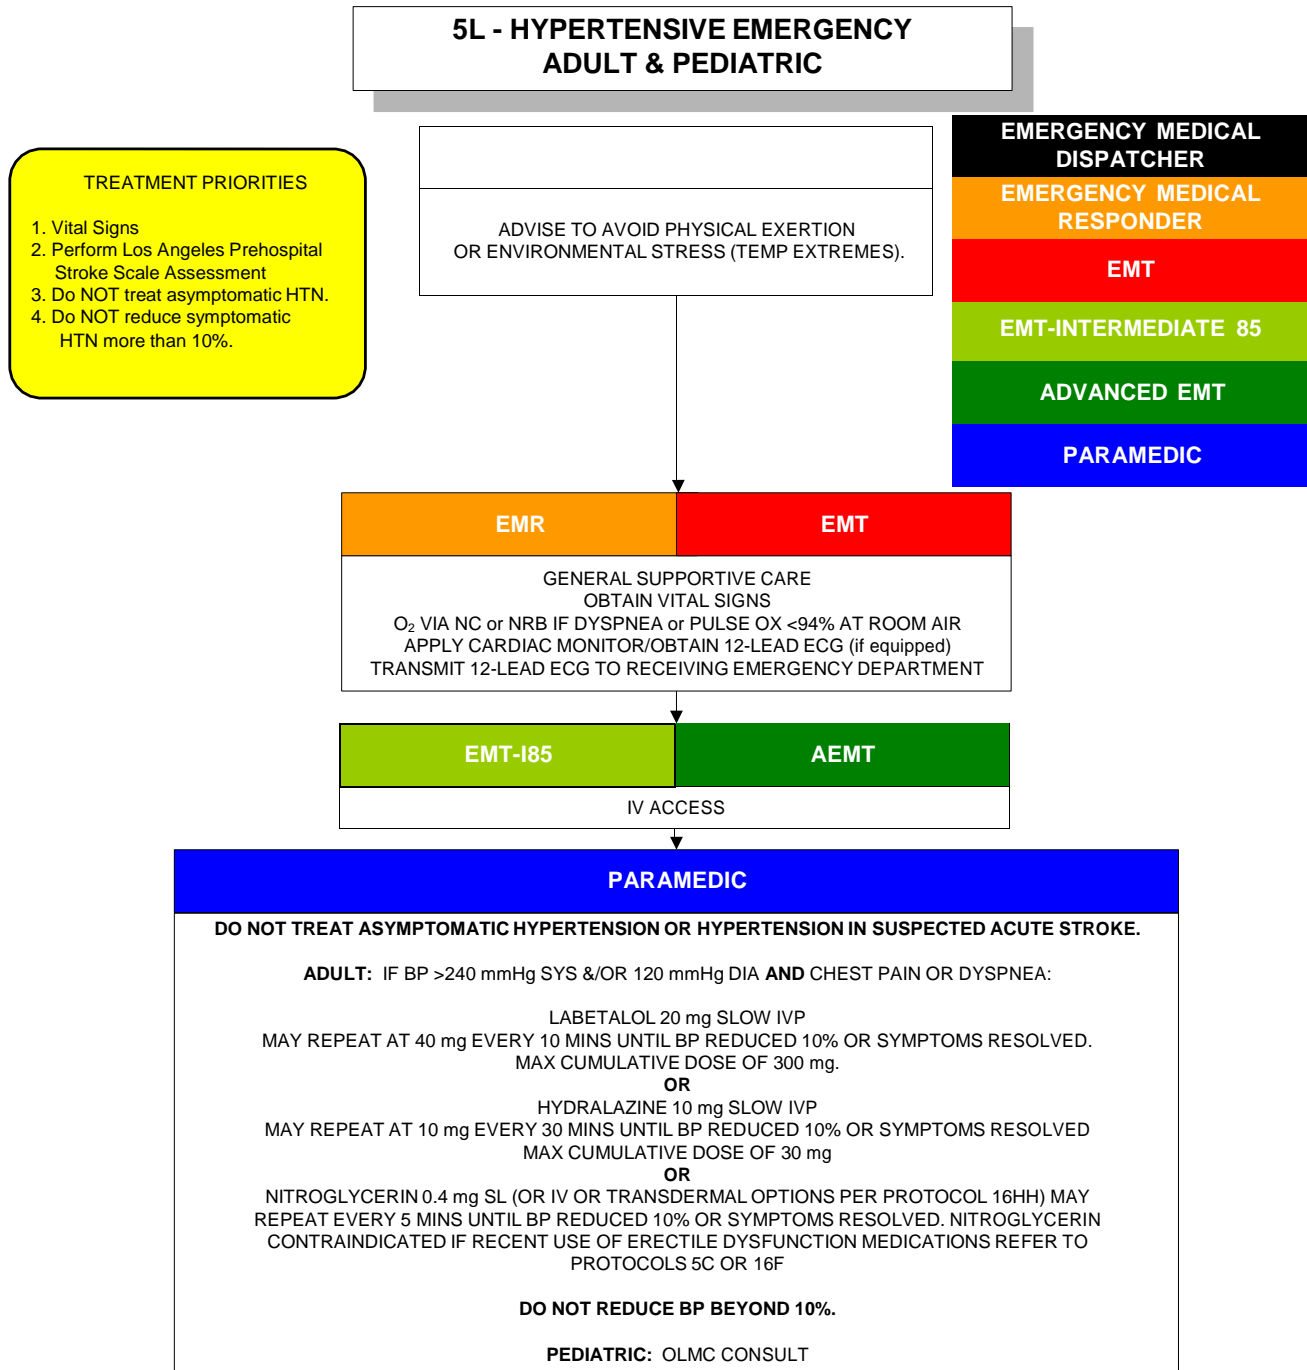 5L - HYPERTENSIVE EMERGENCY
ADULT & PEDIATRIC
TREATMENT PRIORITIES
1. Vital Signs
2. Perform Los Angeles Prehospital
Stroke Scale Assessment
3. Do NOT treat asymptomatic HTN.
4. Do NOT reduce symptomatic
HTN more than 10%.
ADVISE TO AVOID PHYSICAL EXERTION
OR ENVIRONMENTAL STRESS (TEMP EXTREMES).
EMERGENCY MEDICAL
DISPATCHER
EMERGENCY MEDICAL
RESPONDER
EMT
EMT-INTERMEDIATE 85
ADVANCED EMT
PARAMEDIC
EMR
EMT
GENERAL SUPPORTIVE CARE
OBTAIN VITAL SIGNS
O₂ VIA NC or NRB IF DYSPNEA or PULSE OX <94% AT ROOM AIR
APPLY CARDIAC MONITOR/OBTAIN 12-LEAD ECG (if equipped)
TRANSMIT 12-LEAD ECG TO RECEIVING EMERGENCY DEPARTMENT
EMT-I85
AEMT
IV ACCESS
PARAMEDIC
DO NOT TREAT ASYMPTOMATIC HYPERTENSION OR HYPERTENSION IN SUSPECTED ACUTE STROKE.
ADULT: IF BP >240 mmHg SYS &/OR 120 mmHg DIA AND CHEST PAIN OR DYSPNEA:
LABETALOL 20 mg SLOW IVP
MAY REPEAT AT 40 mg EVERY 10 MINS UNTIL BP REDUCED 10% OR SYMPTOMS RESOLVED.
MAX CUMULATIVE DOSE OF 300 mg.
OR
HYDRALAZINE 10 mg SLOW IVP
MAY REPEAT AT 10 mg EVERY 30 MINS UNTIL BP REDUCED 10% OR SYMPTOMS RESOLVED
MAX CUMULATIVE DOSE OF 30 mg
OR
NITROGLYCERIN 0.4 mg SL (OR IV OR TRANSDERMAL OPTIONS PER PROTOCOL 16HH) MAY
REPEAT EVERY 5 MINS UNTIL BP REDUCED 10% OR SYMPTOMS RESOLVED. NITROGLYCERIN
CONTRAINDICATED IF RECENT USE OF ERECTILE DYSFUNCTION MEDICATIONS REFER TO
PROTOCOLS 5C OR 16F
DO NOT REDUCE BP BEYOND 10%.
PEDIATRIC: OLMC CONSULT